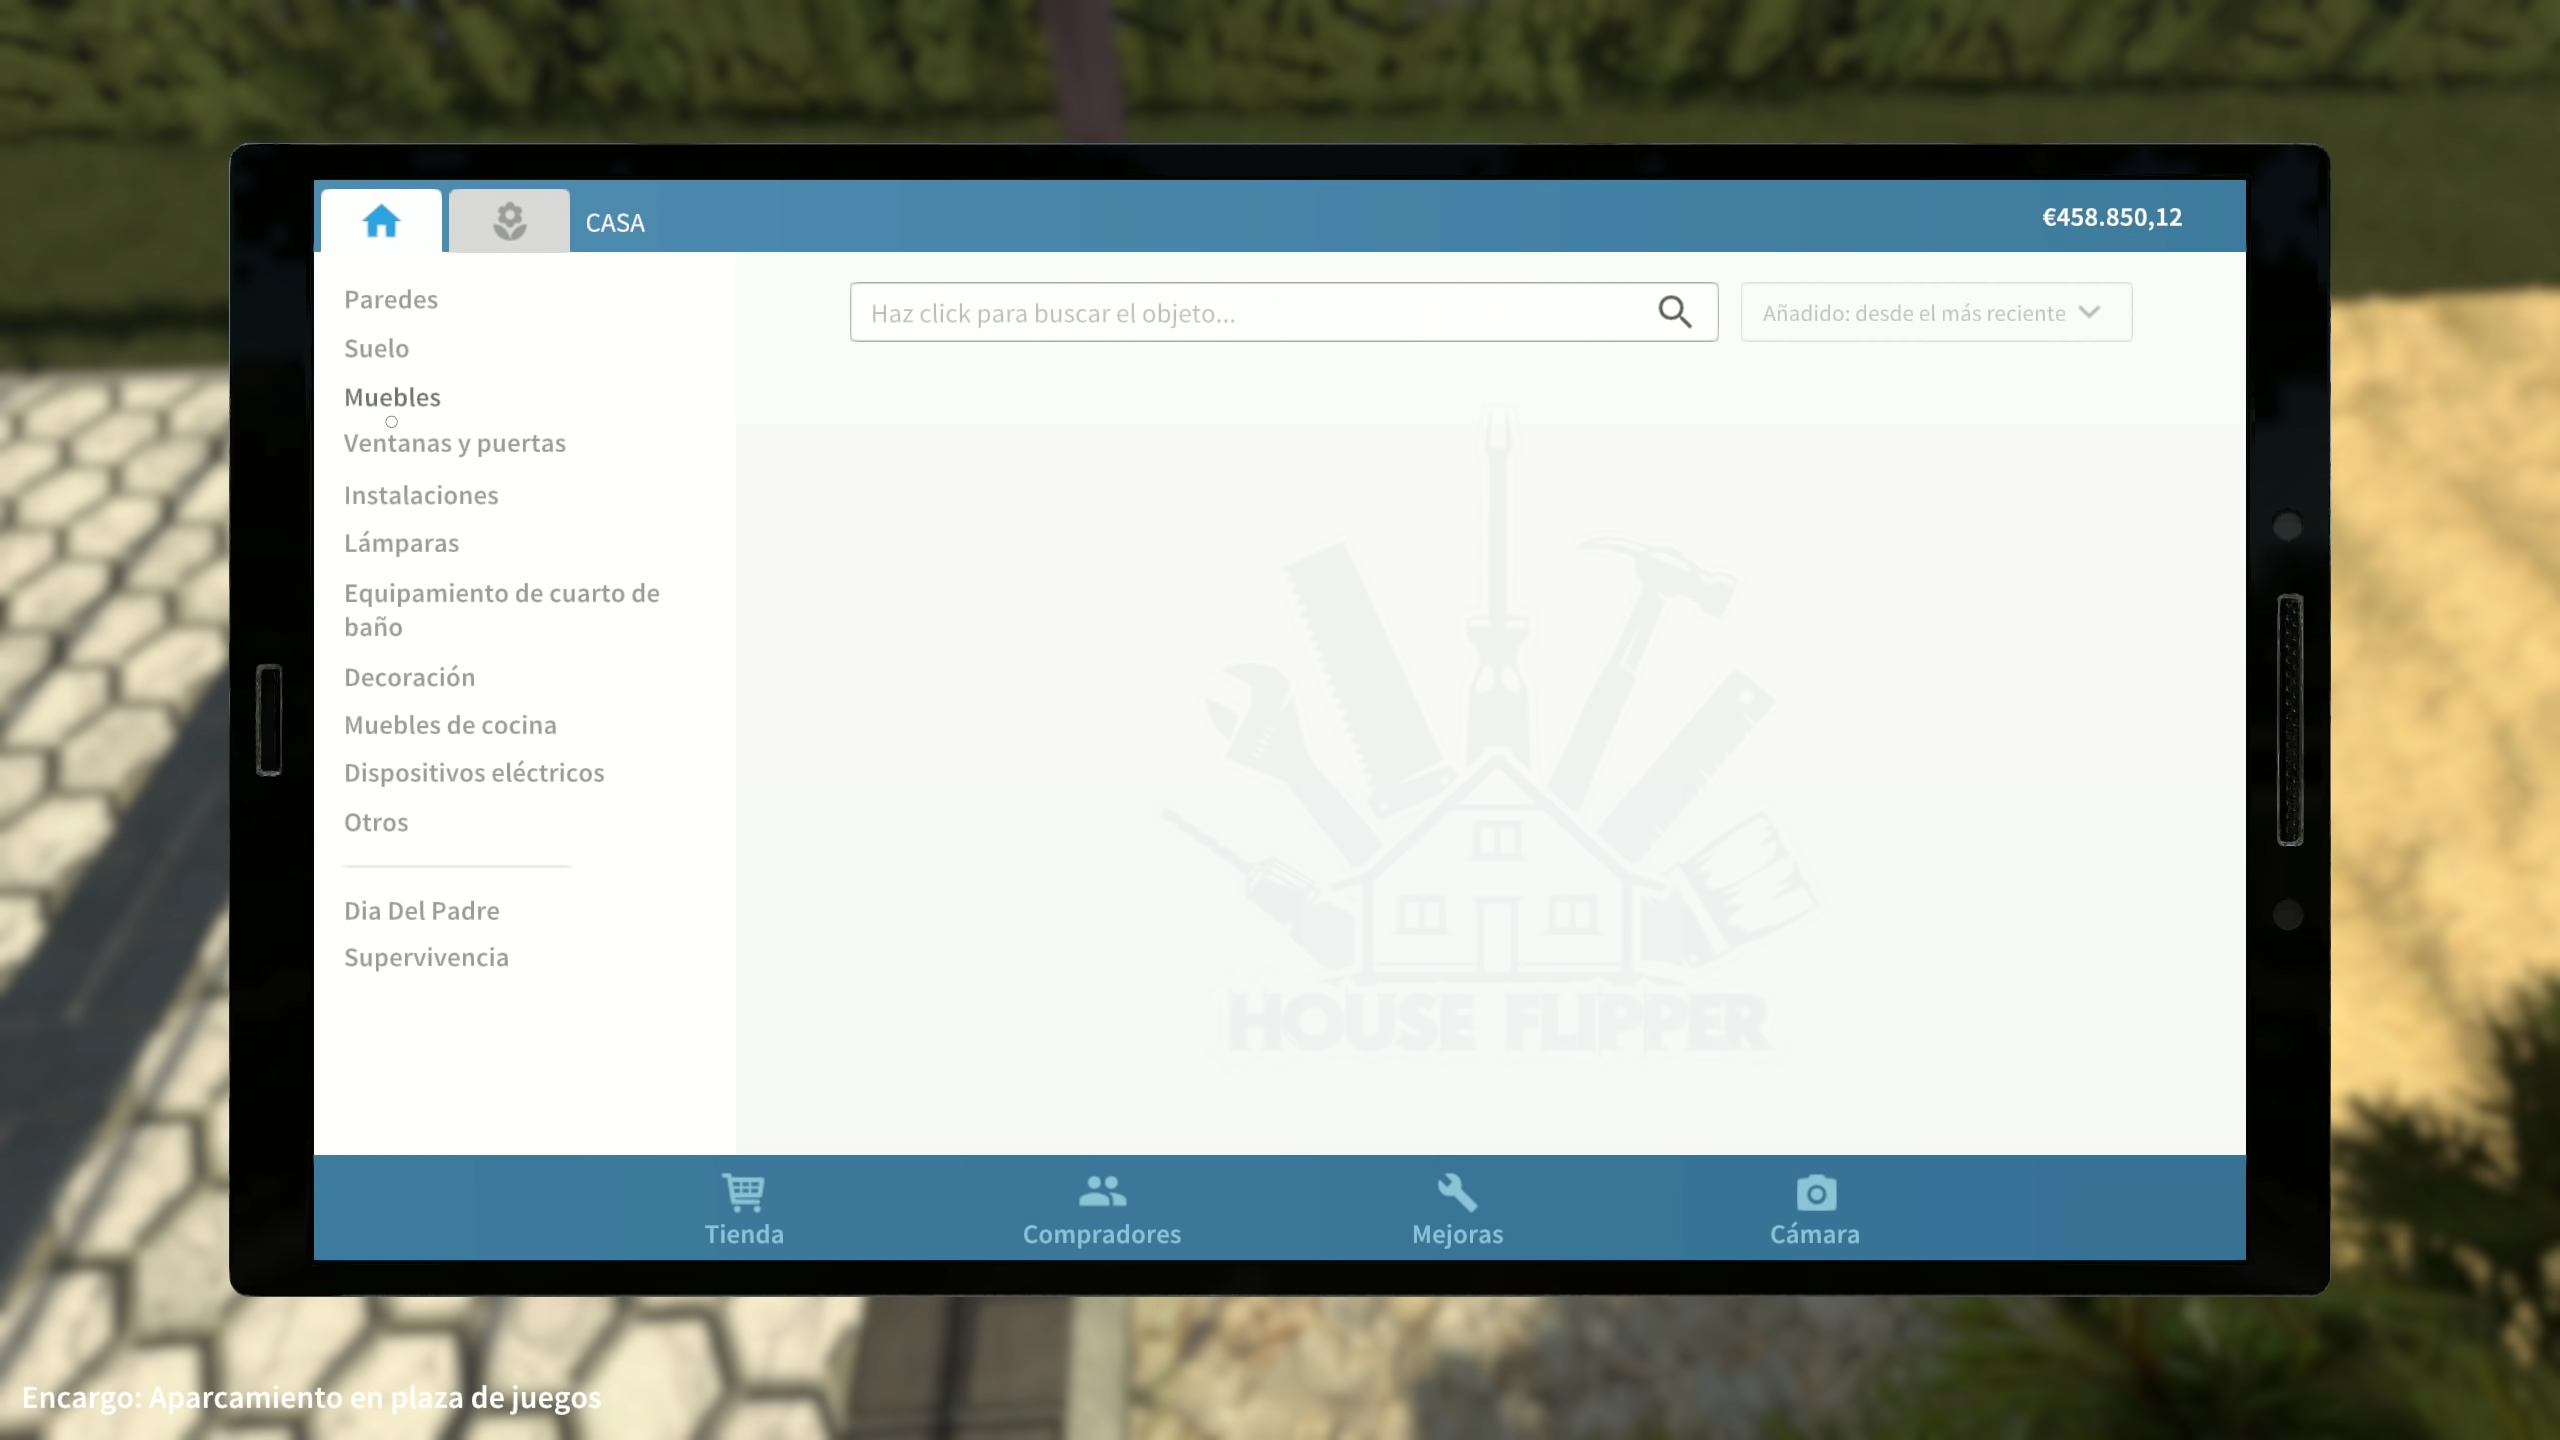 CASA
€458.850,12
Paredes
Suelo
Muebles
Ventanas y puertas
Instalaciones
Lámparas
Equipamiento de cuarto de
baño
Decoración
Muebles de cocina
Dispositivos eléctricos
Otros
Dia Del Padre
Supervivencia
Haz click para buscar el objeto...
Añadido: desde el más reciente
HOUSE FLIPPER
Tienda
Compradores
Mejoras
Cámara
Encargo: Aparcamiento en plaza de juegos